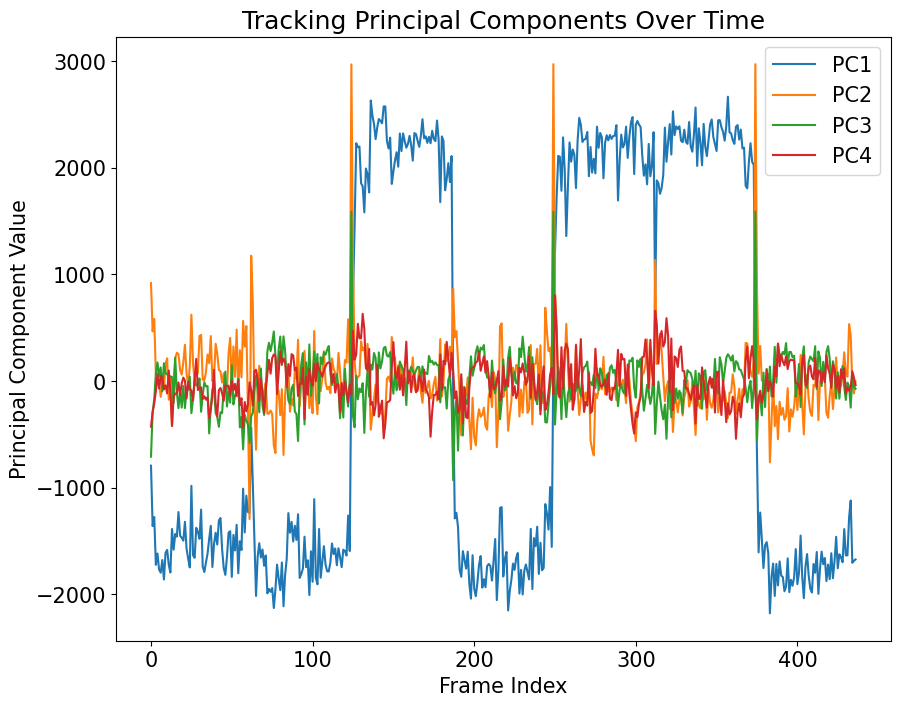 Tracking Principal Components Over Time
PC1
PC2
PC3
PC4
3000
2000
1000
0
−1000
−2000
Principal Component Value
0 100 200 300 400
Frame Index